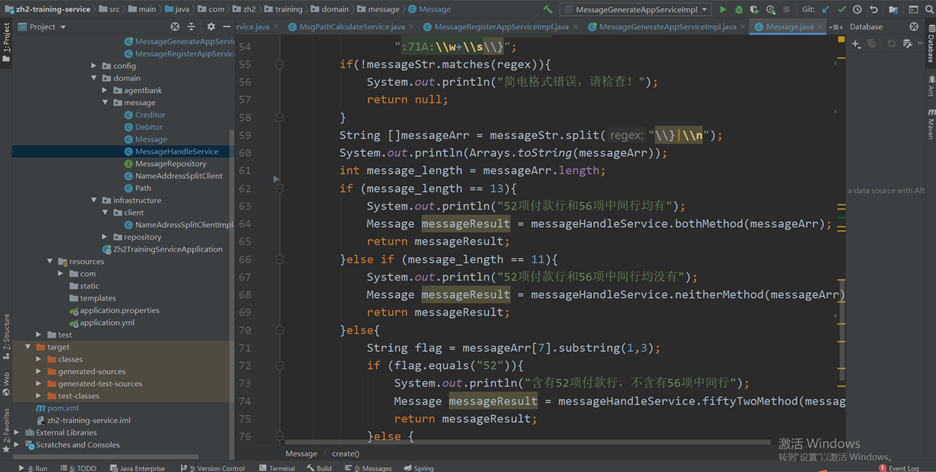 zh2-training-service src main java com zh2 training domain message Message MessageGenerateAppServiceImpl Git:
Project
rvice.java MsgPathCalculateService.java MessageRegisterAppServiceImpl.java MessageGenerateAppServiceImpl.java Message.java Database
MessageGenerateAppServi
MessageRegisterAppServi
config
domain
agentbank
message
Creditor
Debitor
Message
MessageHandleService
MessageRepository
NameAddressSplitClient
Path
infrastructure
client
NameAdressSplitClientImpl
repository
Zh2TrainingServiceApplication
resources
com
static
templates
application.properties
application.yml
test
target
classes
generated-sources
generated-test-sources
test-classes
pom.xml
zh2-training-service.iml
External Libraries
Scratches and Consoles
54 ":71A:\\w+\\s\\}";
55 if(!messageStr.matches(regex)){
56 System.out.println("简电格式错误，请检查！");
57 return null;
58 }
59 String []messageArr = messageStr.split( regex: "\\}|\\n");
60 System.out.println(Arrays.toString(messageArr));
61 int message_length = messageArr.length;
62 if (message_length == 13){
63 System.out.println("52项付款行和56项中间行均有");
64 Message messageResult = messageHandleService.bothMethod(messageArr);
65 return messageResult;
66 }else if (message_length == 11){
67 System.out.println("52项付款行和56项中间行均没有");
68 Message messageResult = messageHandleService.neitherMethod(messageArr)
69 return messageResult;
70 }else{
71 String flag = messageArr[7].substring(1,3);
72 if (flag.equals("52")){
73 System.out.println("含有52项付款行，不含有56项中间行");
74 Message messageResult = messageHandleService.fiftyTwoMethod(messag
75 return messageResult;
76 }else {
Message create()
a data source with Alt
激活 Windows
转到"设置"以激活 Windows。
1: Project
7: Structure
Web
2: Favorites
Database
Ant
Maven
4: Run 6: TODO Java Enterprise 9: Version Control Terminal Build 0: Messages Spring 1 Event Log